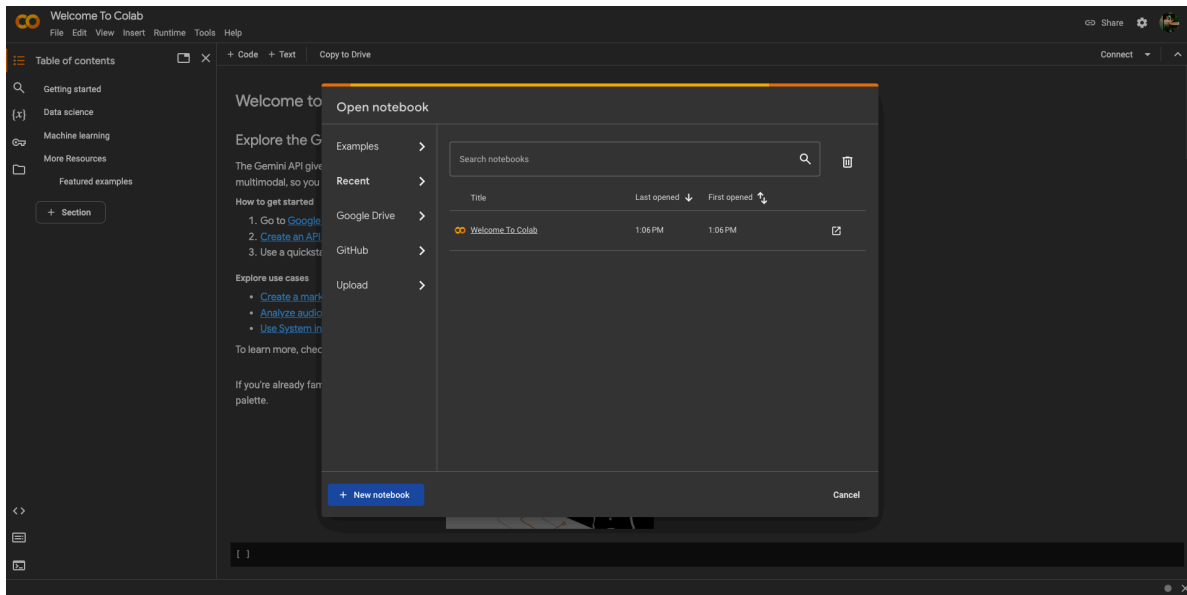 Welcome To Colab
File Edit View Insert Runtime Tools Help
Share
Table of contents
+ Code + Text Copy to Drive
Connect
Getting started
Data science
Machine learning
More Resources
Featured examples
+ Section
{x}
Welcome to
Explore the G
The Gemini API give
multimodal, so you
How to get started
1. Go to Google
2. Create an API
3. Use a quicksta
Explore use cases
• Create a mark
• Analyze audio
• Use System in
To learn more, chec
If you're already fam
palette.
Open notebook
Examples
Recent
Google Drive
GitHub
Upload
Search notebooks
Title Last opened First opened
Welcome To Colab 1:06 PM 1:06 PM
+ New notebook
Cancel
[ ]